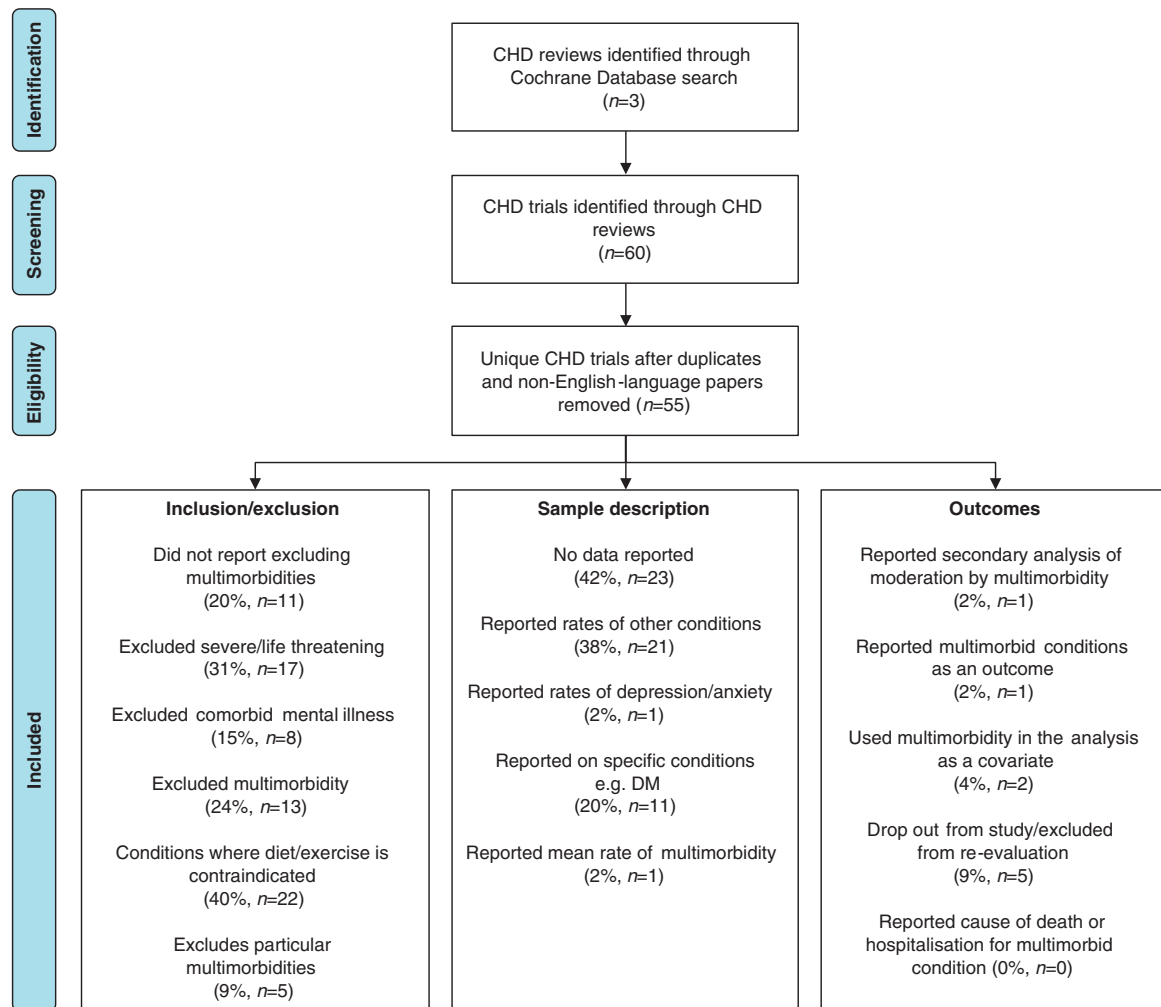 Identification
CHD reviews identified through
Cochrane Database search
(n=3)
Screening
CHD trials identified through CHD
reviews
(n=60)
Eligibility
Unique CHD trials after duplicates
and non-English-language papers
removed (n=55)
Included
Inclusion/exclusion
Did not report excluding
multimorbidities
(20%, n=11)
Excluded severe/life threatening
(31%, n=17)
Excluded comorbid mental illness
(15%, n=8)
Excluded multimorbidity
(24%, n=13)
Conditions where diet/exercise is
contraindicated
(40%, n=22)
Excludes particular
multimorbidities
(9%, n=5)
Sample description
No data reported
(42%, n=23)
Reported rates of other conditions
(38%, n=21)
Reported rates of depression/anxiety
(2%, n=1)
Reported on specific conditions
e.g. DM
(20%, n=11)
Reported mean rate of multimorbidity
(2%, n=1)
Outcomes
Reported secondary analysis of
moderation by multimorbidity
(2%, n=1)
Reported multimorbid conditions
as an outcome
(2%, n=1)
Used multimorbidity in the analysis
as a covariate
(4%, n=2)
Drop out from study/excluded
from re-evaluation
(9%, n=5)
Reported cause of death or
hospitalisation for multimorbid
condition (0%, n=0)